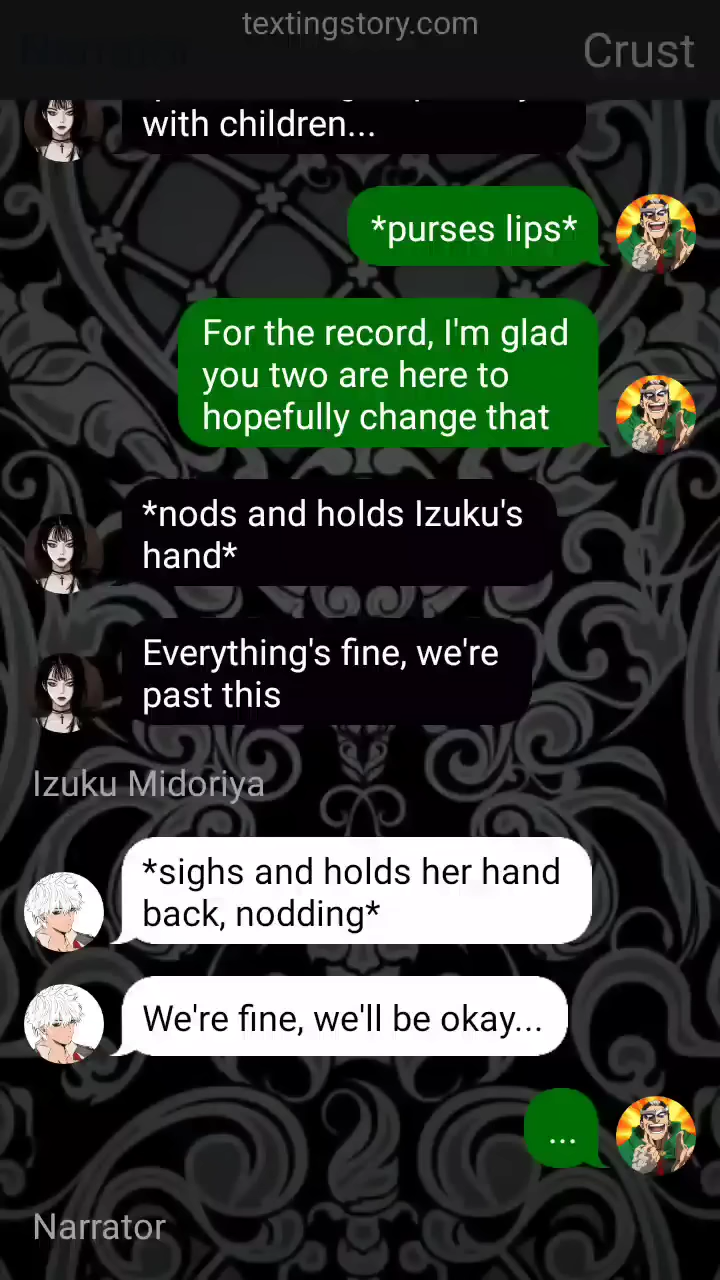 textingstory.com
Crust
with children...
*purses lips*
For the record, I'm glad
you two are here to
hopefully change that
*nods and holds Izuku's
hand*
Everything's fine, we're
past this
Izuku Midoriya
*sighs and holds her hand
back, nodding*
We're fine, we'll be okay...
...
Narrator